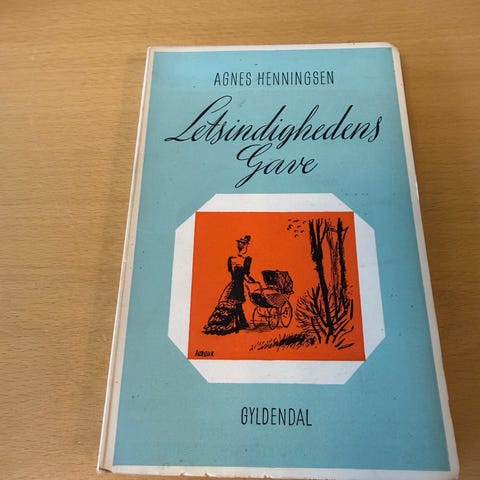 AGNES HENNINGSEN
Letsindighedens
Gave
GYLDENDAL